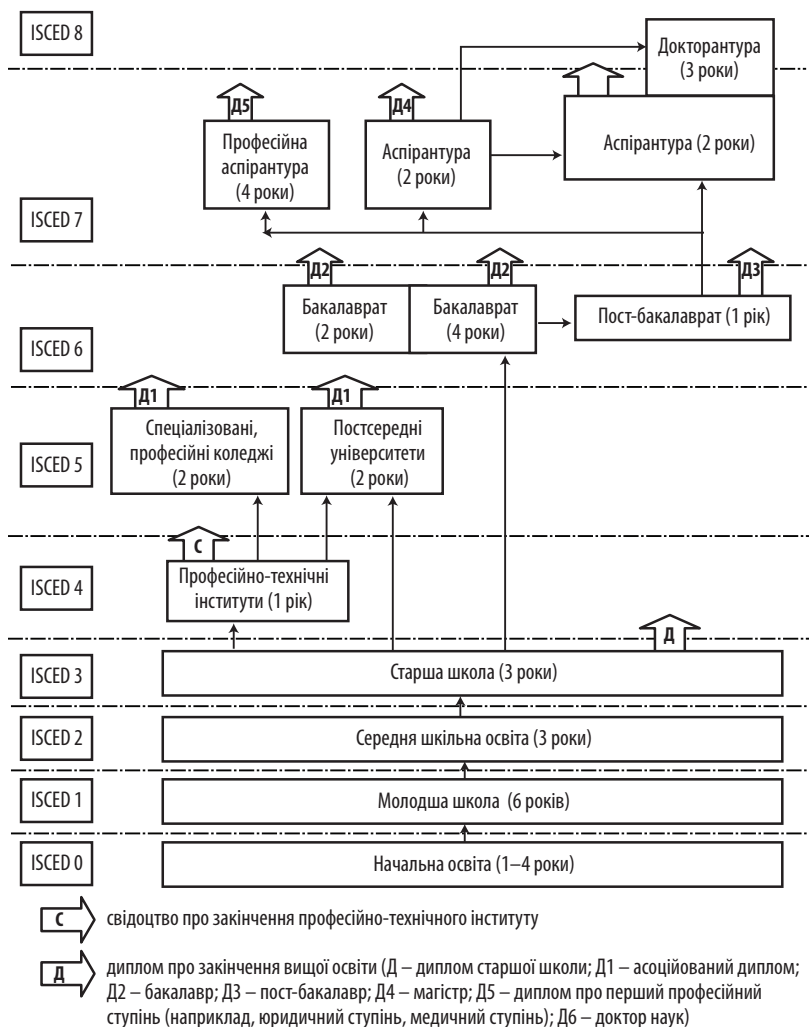 ISCED 8
Докторантура
(3 роки)
Д5
Д4
Професійна
аспірантура
(4 роки)
Аспірантура
(2 роки)
Аспірантура (2 роки)
ISCED 7
Д2
Д2
Д3
Бакалаврат
(2 роки)
Бакалаврат
(4 роки)
Пост-бакалаврат (1 рік)
ISCED 6
Д1
Д1
Спеціалізовані,
професійні коледжі
(2 роки)
Постсередні
університети
(2 роки)
ISCED 5
С
Професійно-технічні
інститути (1 рік)
ISCED 4
Д
Старша школа (3 роки)
ISCED 3
Середня шкільна освіта (3 роки)
ISCED 2
Молодша школа (6 років)
ISCED 1
Начальна освіта (1–4 роки)
ISCED 0
С свідоцтво про закінчення професійно-технічного інституту
Д диплом про закінчення вищої освіти (Д – диплом старшої школи; Д1 – асоційований диплом;
Д2 – бакалавр; Д3 – пост-бакалавр; Д4 – магістр; Д5 – диплом про перший професійний
ступінь (наприклад, юридичний ступінь, медичний ступінь); Д6 – доктор наук)